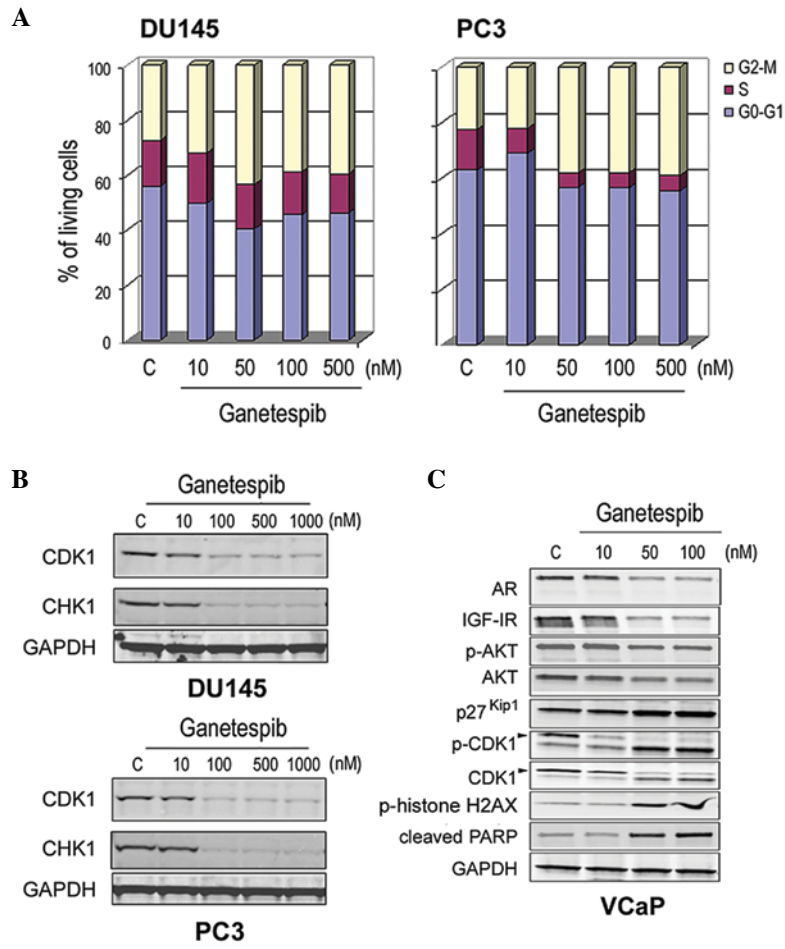 A
DU145
PC3
% of living cells
100
80
60
40
20
0
C 10 50 100 500 (nM)
Ganetespib
C 10 50 100 500 (nM)
Ganetespib
G2-M
S
G0-G1
B
Ganetespib
C 10 100 500 1000 (nM)
CDK1
CHK1
GAPDH
DU145
Ganetespib
C 10 100 500 1000 (nM)
CDK1
CHK1
GAPDH
PC3
C
Ganetespib
C 10 50 100 (nM)
AR
IGF-IR
p-AKT
AKT
p27 Kip1
p-CDK1
CDK1
p-histone H2AX
cleaved PARP
GAPDH
VCaP